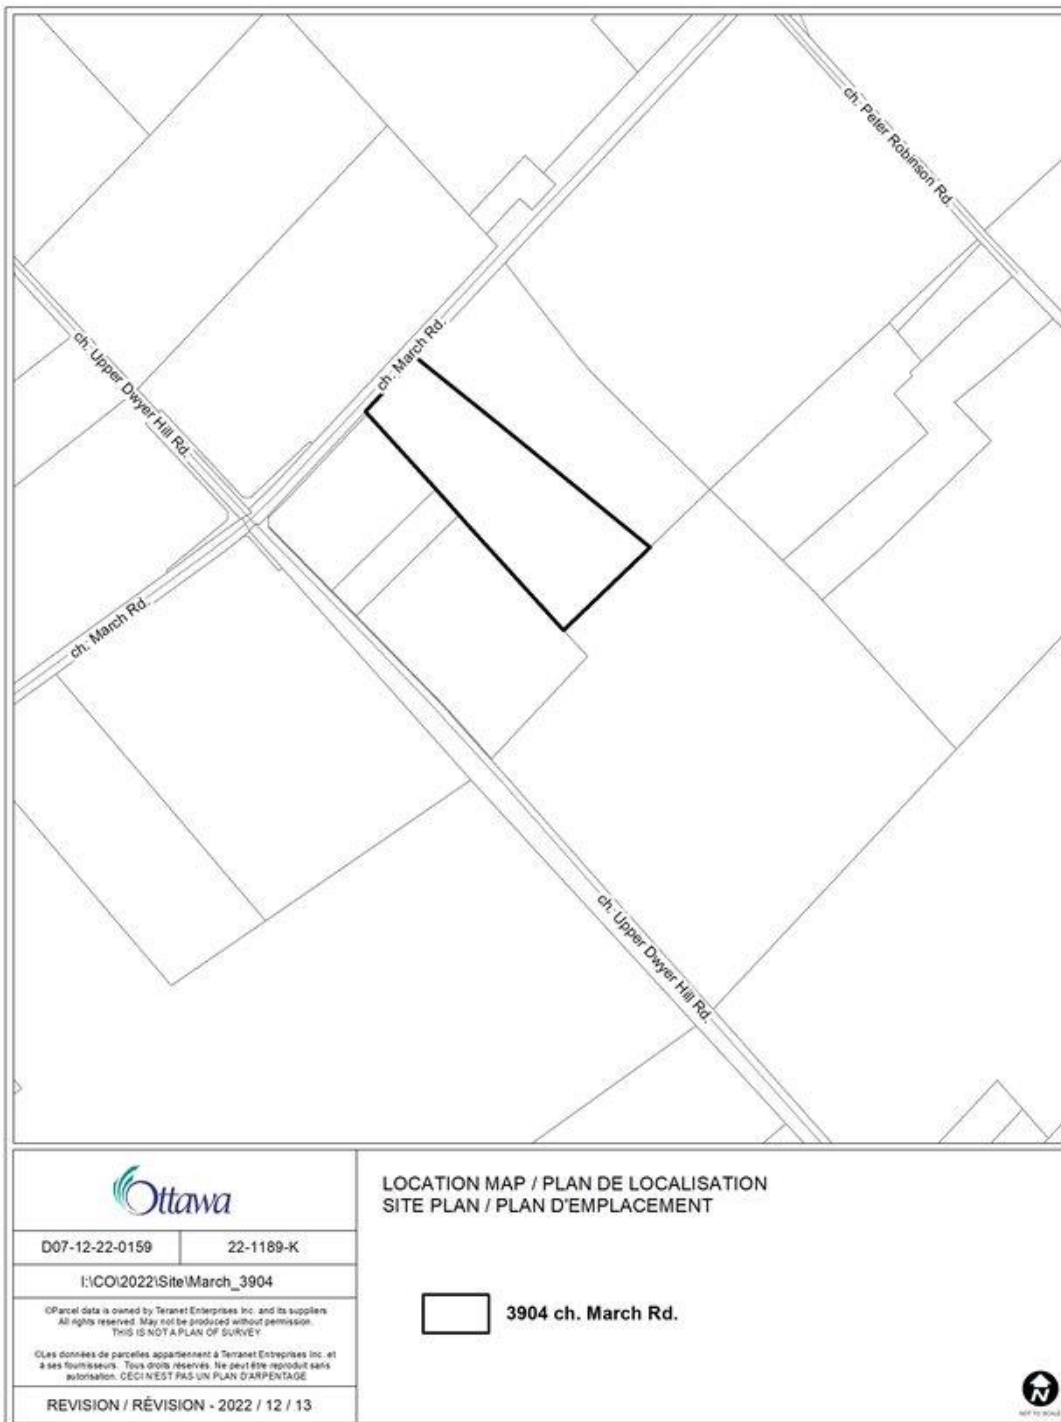 ch. Peter Robinson Rd.
ch. March Rd.
ch. Upper Dwyer Hill Rd.
ch. March Rd.
ch. Upper Dwyer Hill Rd.
Ottawa
D07-12-22-0159
22-1189-K
I:\CO\2022\Site\March_3904
©Parcel data is owned by Teranet Enterprises Inc. and its suppliers
All rights reserved. May not be produced without permission.
THIS IS NOT A PLAN OF SURVEY
©Les données de parcelles appartiennent à Terranet Entreprises Inc. et
à ses fournisseurs. Tous droits réservés. Ne peut être reproduit sans
autorisation. CECI N'EST PAS UN PLAN D'ARPENTAGE
REVISION / RÉVISION - 2022 / 12 / 13
LOCATION MAP / PLAN DE LOCALISATION
SITE PLAN / PLAN D'EMPLACEMENT
3904 ch. March Rd.
N
NOT TO SCALE